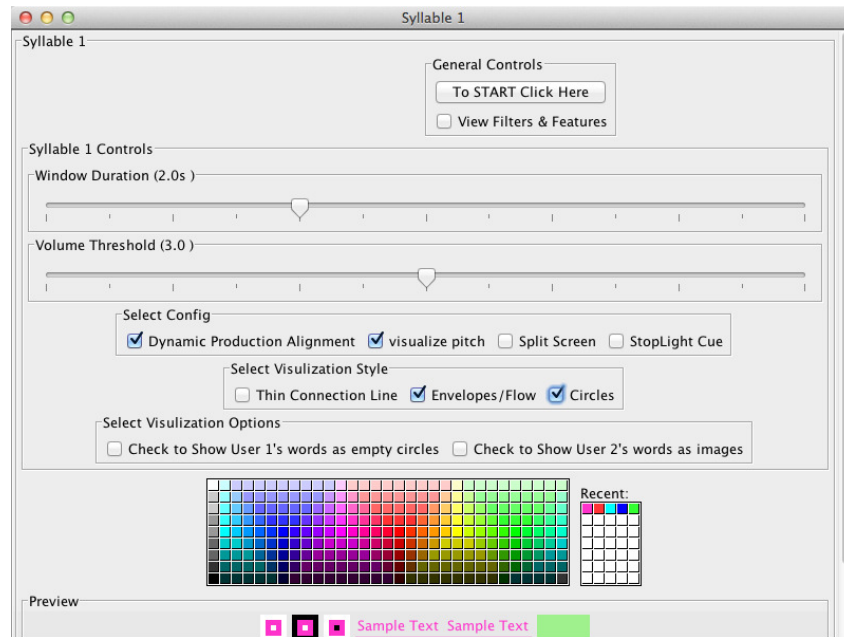 Syllable 1
Syllable 1
General Controls
To START Click Here
View Filters & Features
Syllable 1 Controls
Window Duration (2.0s )
Volume Threshold (3.0 )
Select Config
Dynamic Production Alignment visualize pitch Split Screen StopLight Cue
Select Visulization Style
Thin Connection Line Envelopes/Flow Circles
Select Visulization Options
Check to Show User 1's words as empty circles Check to Show User 2's words as images
Recent:
Preview
Sample Text Sample Text